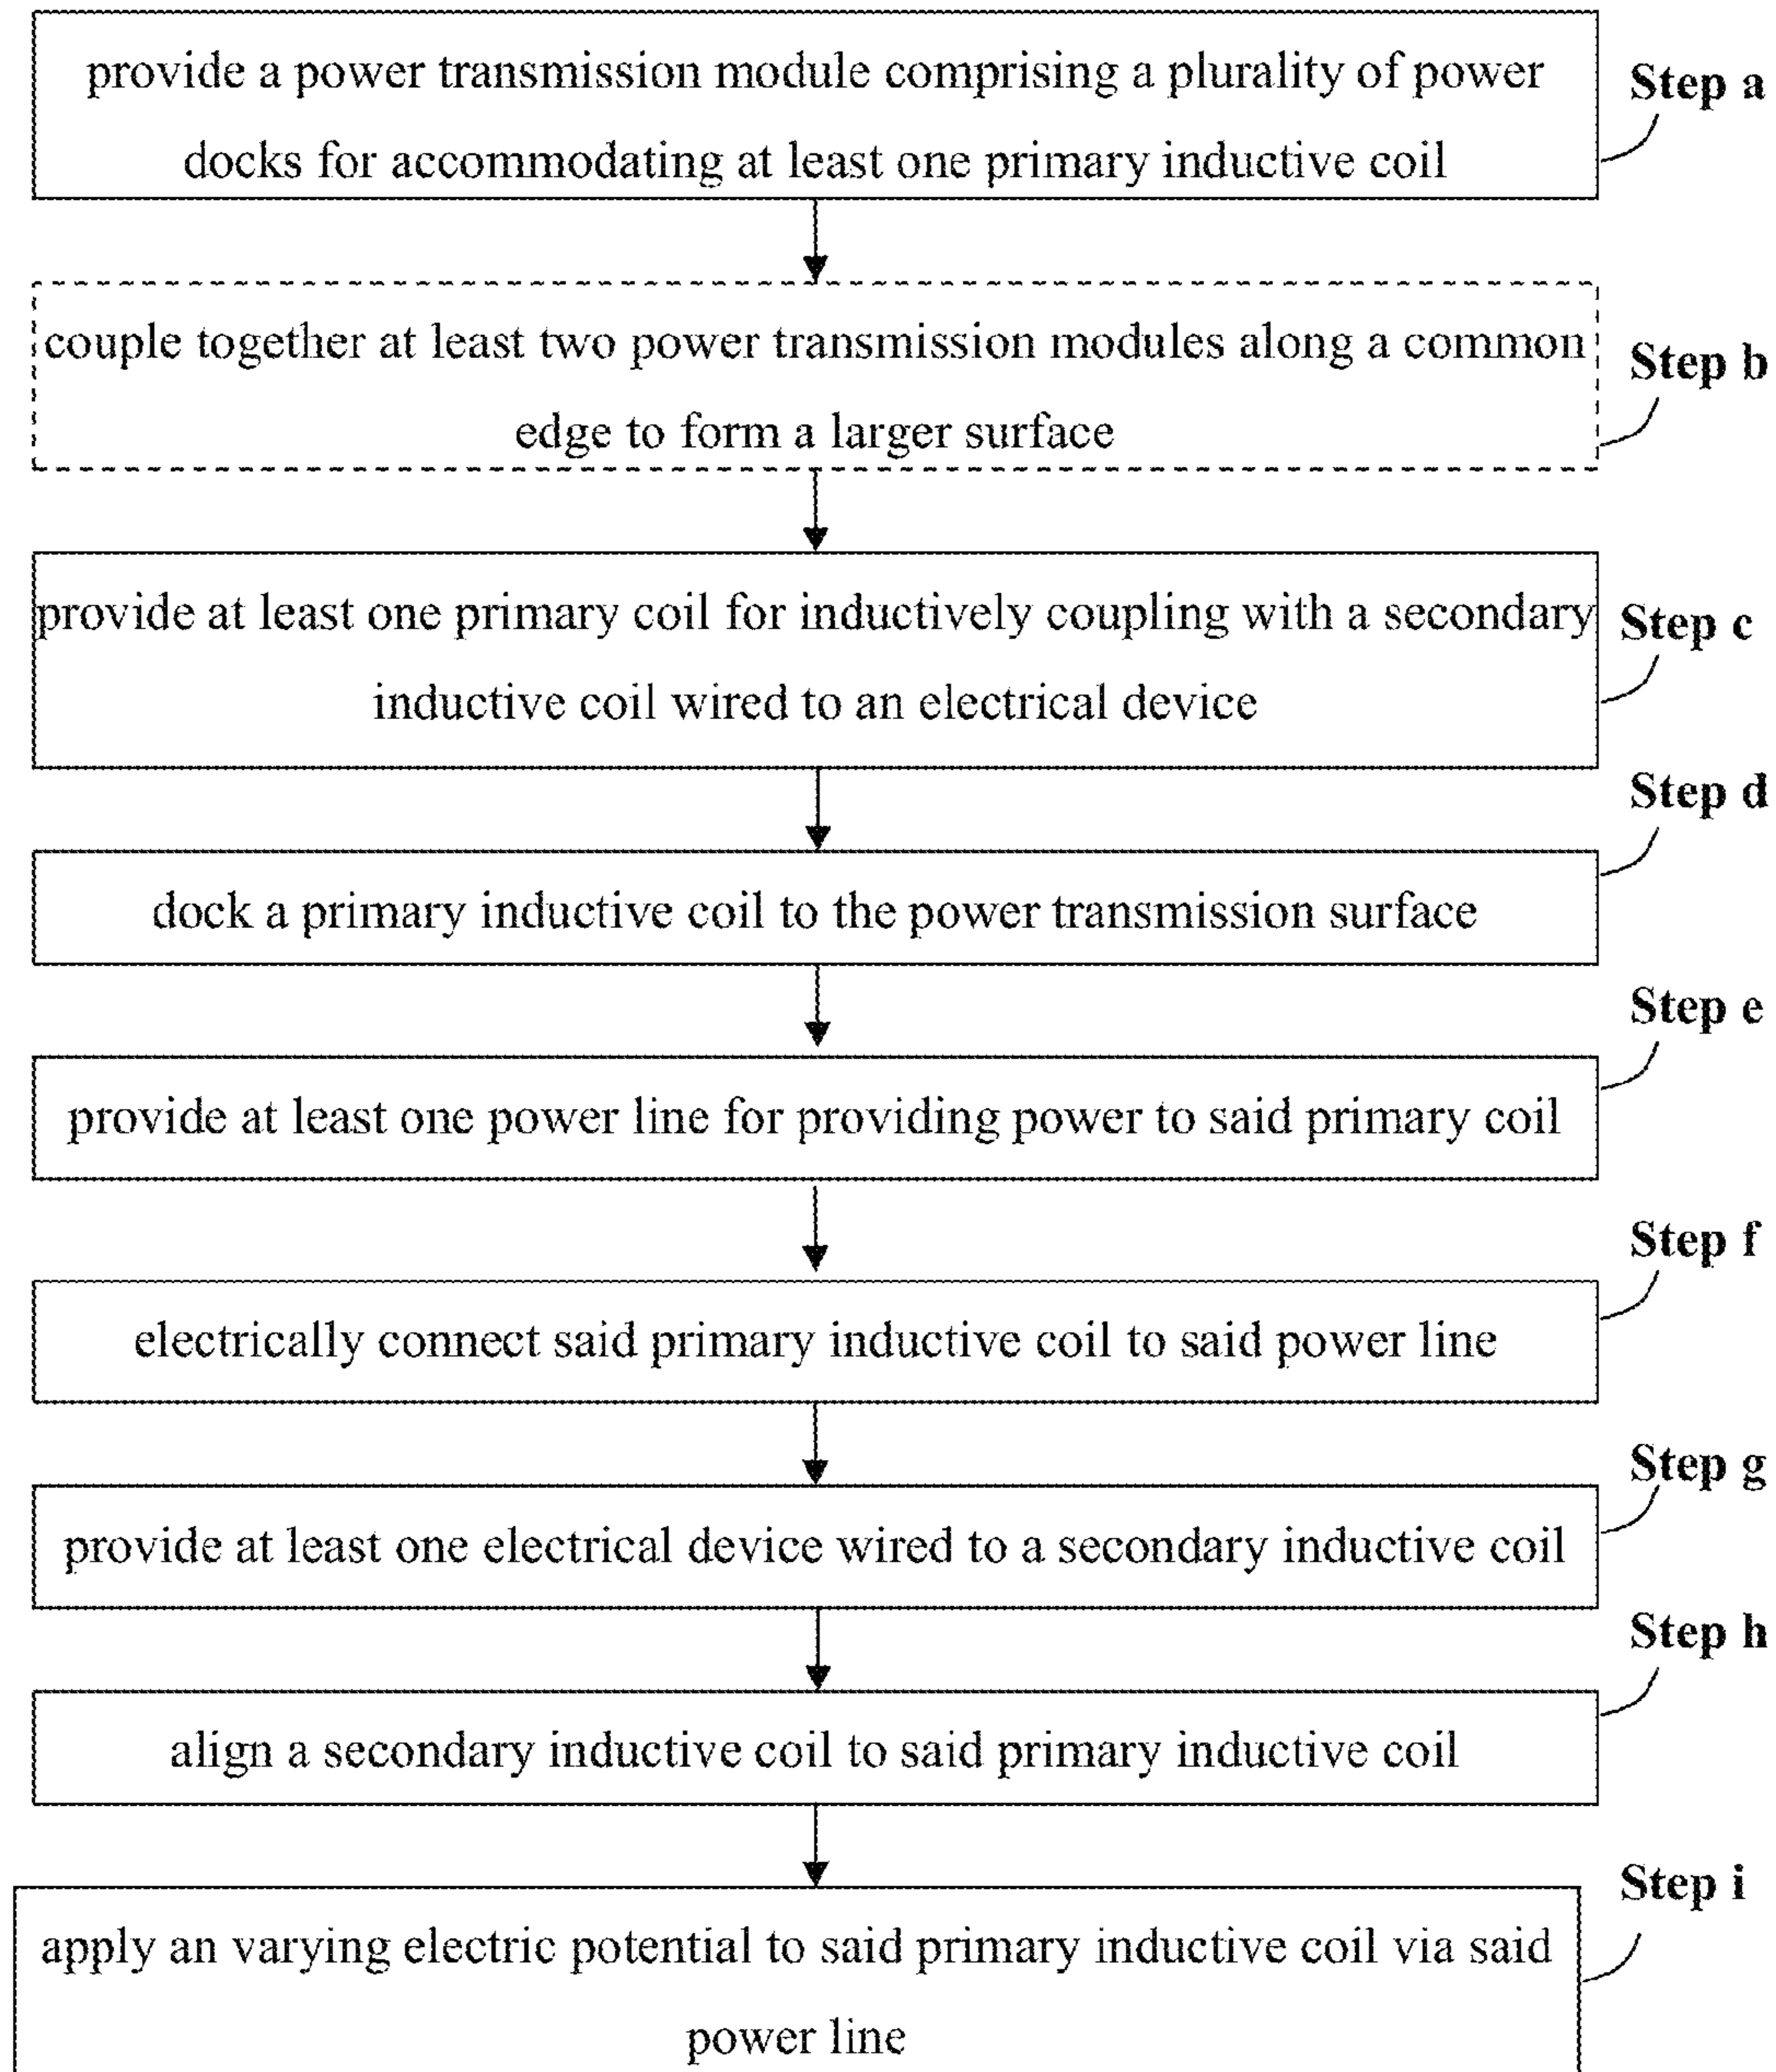 provide a power transmission module comprising a plurality of power
docks for accommodating at least one primary inductive coil
Step a
couple together at least two power transmission modules along a common
edge to form a larger surface
Step b
provide at least one primary coil for inductively coupling with a secondary
inductive coil wired to an electrical device
Step c
Step d
dock a primary inductive coil to the power transmission surface
Step e
provide at least one power line for providing power to said primary coil
Step f
electrically connect said primary inductive coil to said power line
Step g
provide at least one electrical device wired to a secondary inductive coil
Step h
align a secondary inductive coil to said primary inductive coil
Step i
apply an varying electric potential to said primary inductive coil via said
power line